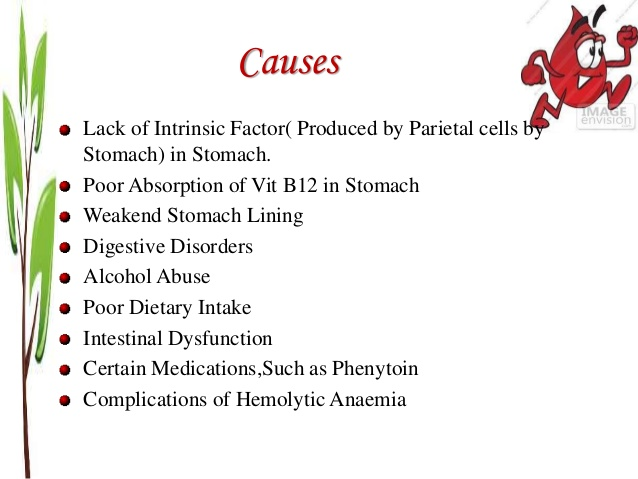 Causes
Lack of Intrinsic Factor( Produced by Parietal cells by
Stomach) in Stomach.
Poor Absorption of Vit B12 in Stomach
Weakend Stomach Lining
Digestive Disorders
Alcohol Abuse
Poor Dietary Intake
Intestinal Dysfunction
Certain Medications,Such as Phenytoin
Complications of Hemolytic Anaemia
IMAGE
envision